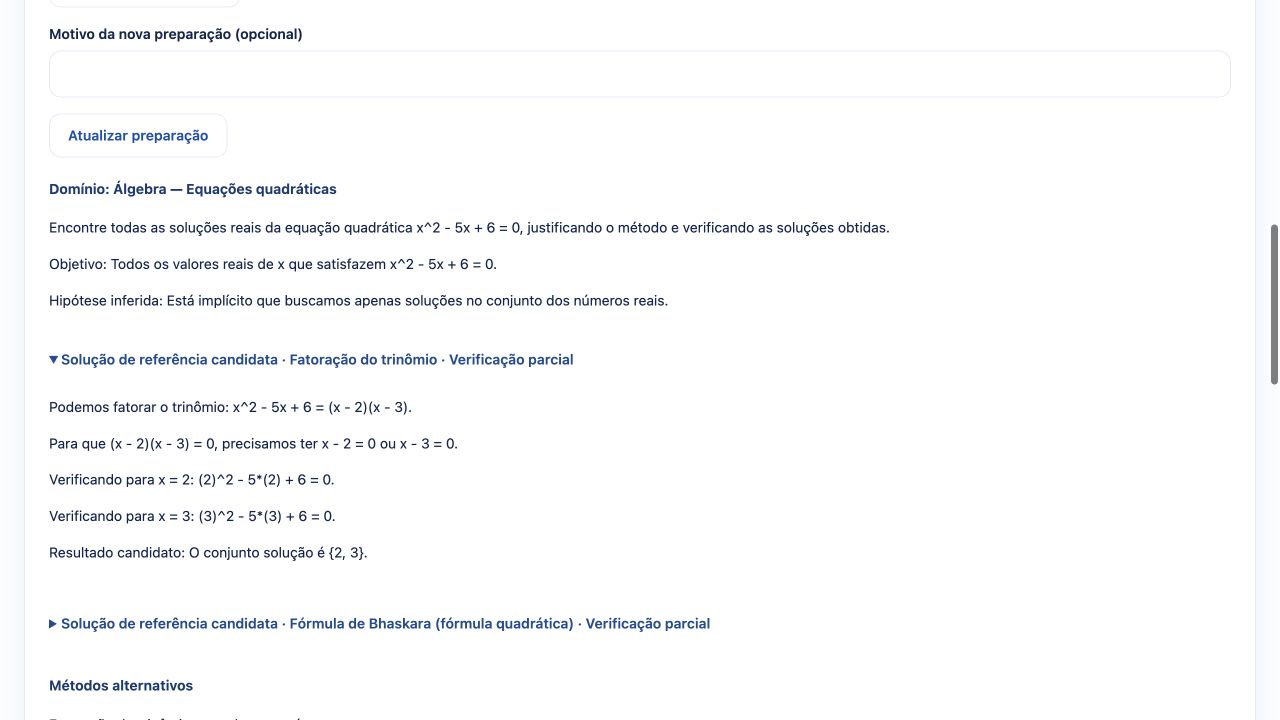 Motivo da nova preparação (opcional)
Atualizar preparação
Domínio: Álgebra — Equações quadráticas
Encontre todas as soluções reais da equação quadrática x^2 - 5x + 6 = 0, justificando o método e verificando as soluções obtidas.
Objetivo: Todos os valores reais de x que satisfazem x^2 - 5x + 6 = 0.
Hipótese inferida: Está implícito que buscamos apenas soluções no conjunto dos números reais.
▼ Solução de referência candidata · Fatoração do trinômio · Verificação parcial
Podemos fatorar o trinômio: x^2 - 5x + 6 = (x - 2)(x - 3).
Para que (x - 2)(x - 3) = 0, precisamos ter x - 2 = 0 ou x - 3 = 0.
Verificando para x = 2: (2)^2 - 5*(2) + 6 = 0.
Verificando para x = 3: (3)^2 - 5*(3) + 6 = 0.
Resultado candidato: O conjunto solução é {2, 3}.
▶ Solução de referência candidata · Fórmula de Bhaskara (fórmula quadrática) · Verificação parcial
Métodos alternativos